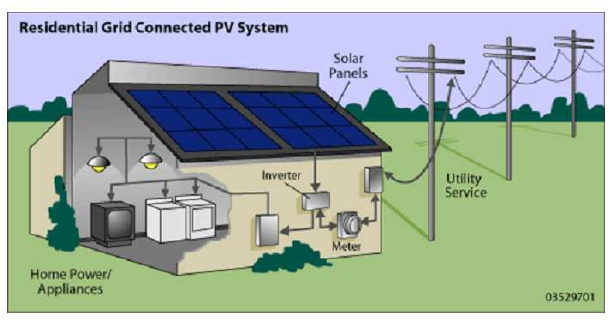 Residential Grid Connected PV System
Solar
Panels
Inverter
Utility
Service
Meter
Home Power/
Appliances
03529701